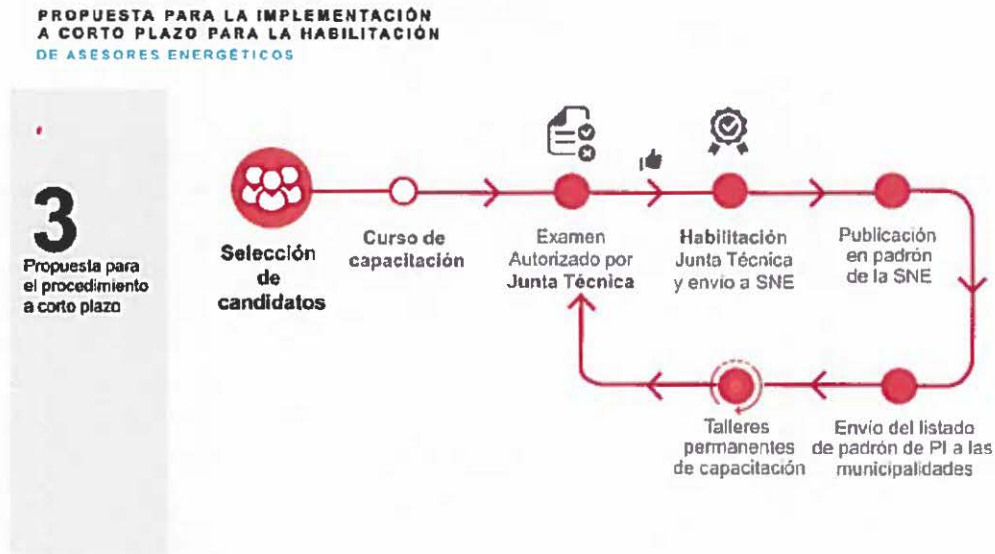 PROPUESTA PARA LA IMPLEMENTACIÓN
A CORTO PLAZO PARA LA HABILITACIÓN
DE ASESORES ENERGÉTICOS
3
Propuesta para
el procedimiento
a corto plazo
Selección
de
candidatos
Curso de
capacitación
Examen
Autorizado por
Junta Técnica
Habilitación
Junta Técnica
y envío a SNE
Publicación
en padrón
de la SNE
Talleres
permanentes
de capacitación
Envío del listado
de padrón de PI a las
municipalidades